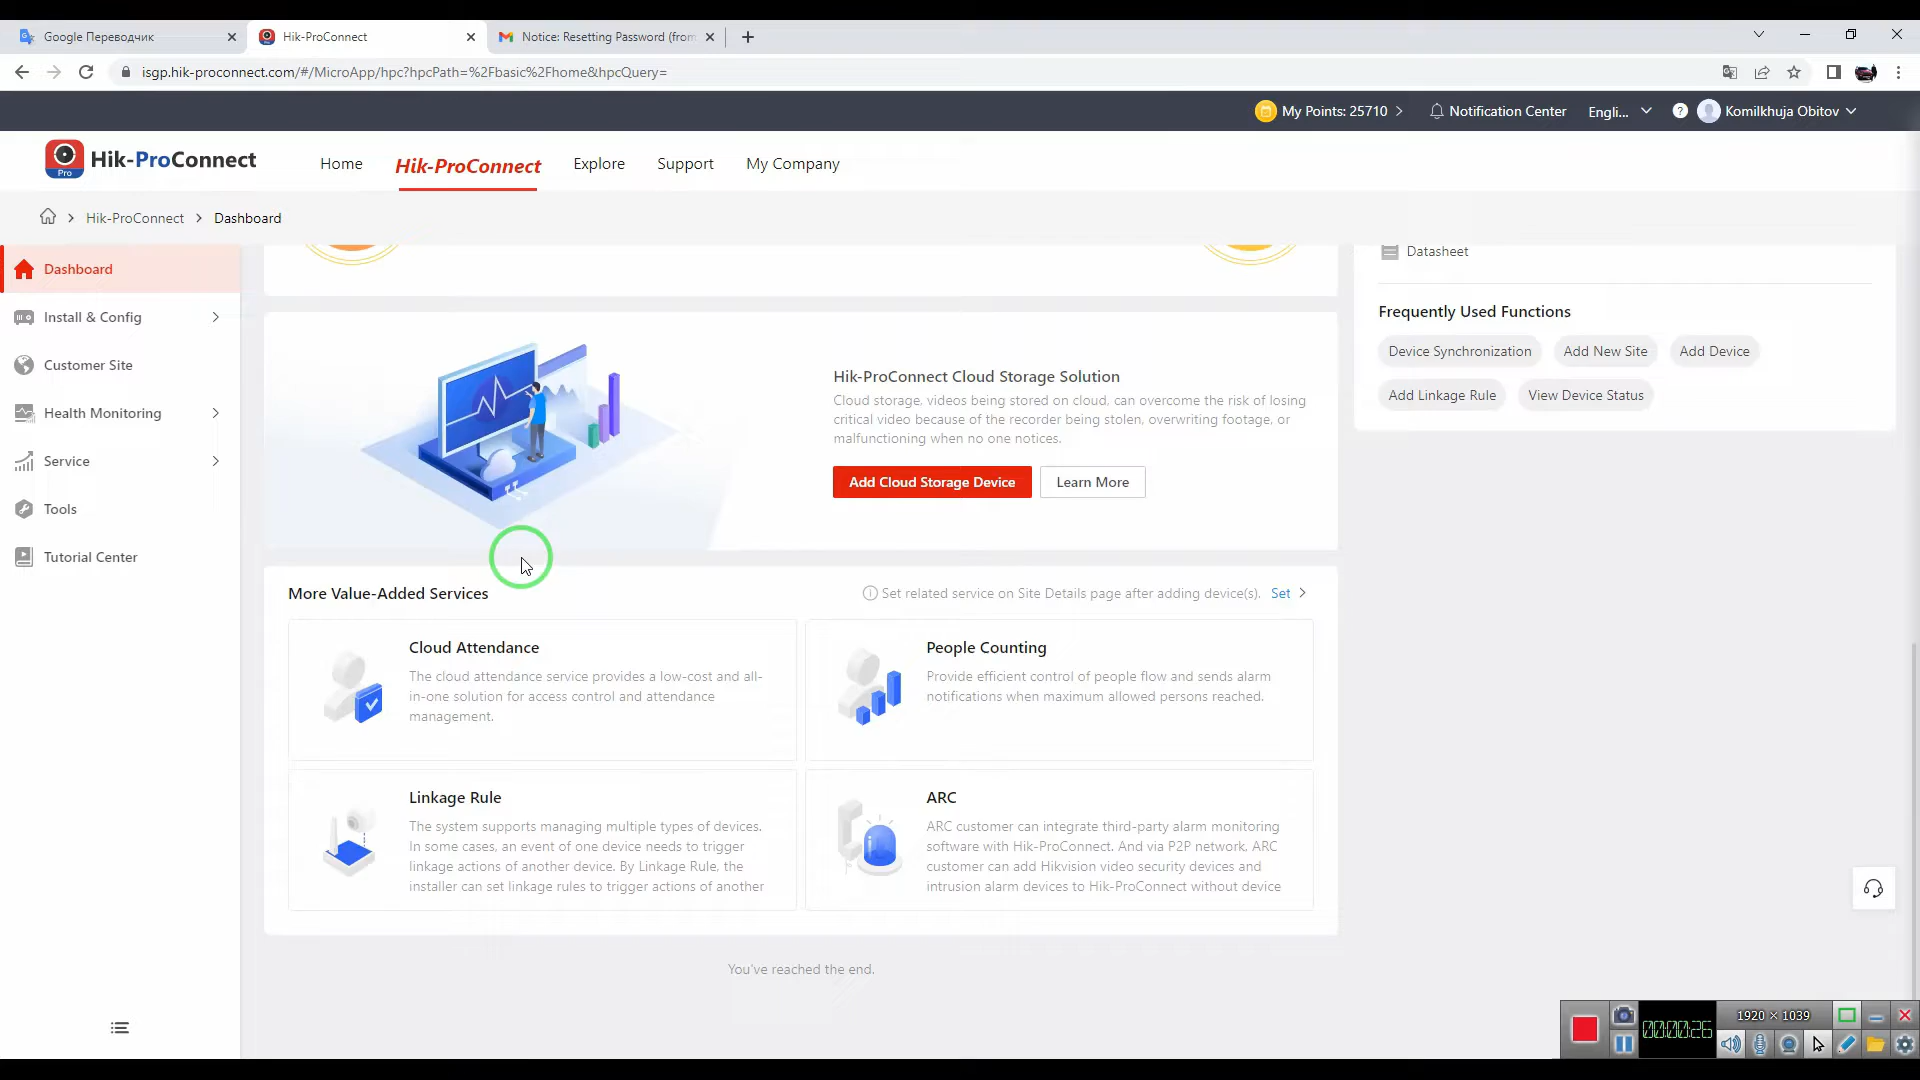 Google Переводчик
Hik-ProConnect
Notice: Resetting Password (from
isgp.hik-proconnect.com/#/MicroApp/hpc?hpcPath=%2Fbasic%2Fhome&hpcQuery=
My Points: 25710
Notification Center
Engli...
Komilkhuja Obitov
Pro
Hik-ProConnect
Home
Hik-ProConnect
Explore
Support
My Company
Hik-ProConnect
Dashboard
Dashboard
Install & Config
Customer Site
Health Monitoring
Service
Tools
Tutorial Center
Datasheet
Frequently Used Functions
Device Synchronization
Add New Site
Add Device
Add Linkage Rule
View Device Status
Hik-ProConnect Cloud Storage Solution
Cloud storage, videos being stored on cloud, can overcome the risk of losing
critical video because of the recorder being stolen, overwriting footage, or
malfunctioning when no one notices.
Add Cloud Storage Device
Learn More
More Value-Added Services
Set related service on Site Details page after adding device(s).
Set
Cloud Attendance
The cloud attendance service provides a low-cost and all-
in-one solution for access control and attendance
management.
People Counting
Provide efficient control of people flow and sends alarm
notifications when maximum allowed persons reached.
Linkage Rule
The system supports managing multiple types of devices.
In some cases, an event of one device needs to trigger
linkage actions of another device. By Linkage Rule, the
installer can set linkage rules to trigger actions of another
ARC
ARC customer can integrate third-party alarm monitoring
software with Hik-ProConnect. And via P2P network, ARC
customer can add Hikvision video security devices and
intrusion alarm devices to Hik-ProConnect without device
You've reached the end.
1920 × 1039
00:00:26